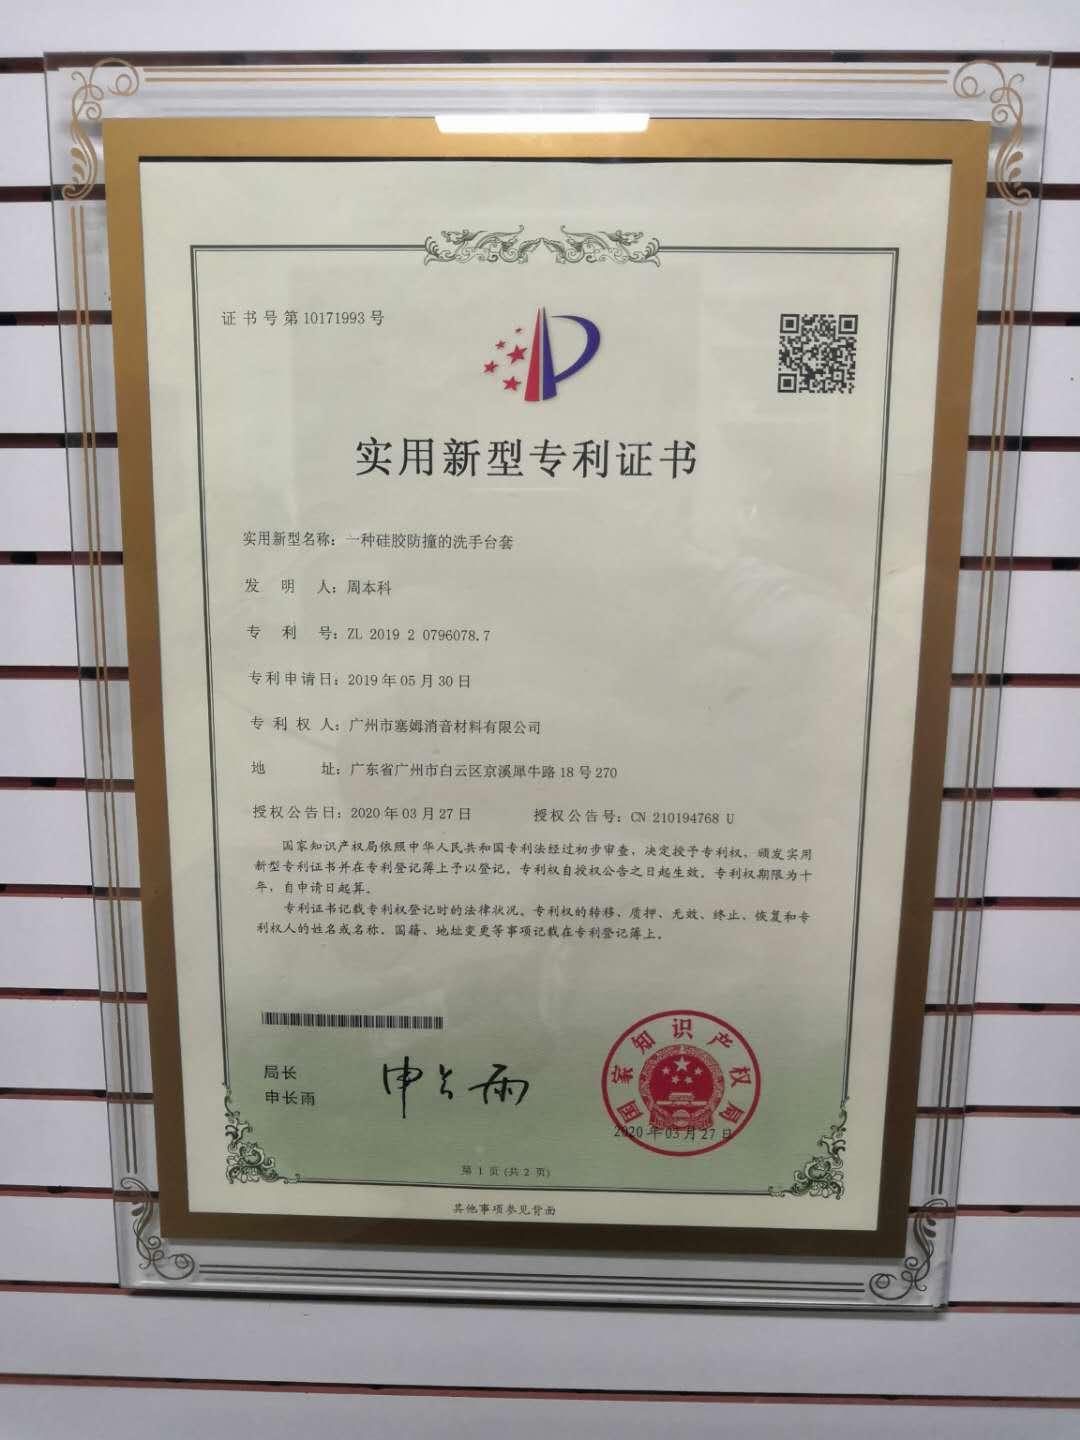 证书号第10171993号
实用新型专利证书
实用新型名称：一种硅胶防撞的洗手台套
发明人：周本科
专利号：ZL 2019 2 0796078.7
专利申请日：2019年05月30日
专利权人：广州市塞姆消音材料有限公司
地址：广东省广州市白云区京溪犀牛路18号270
授权公告日：2020年03月27日 授权公告号：CN 210194768 U
国家知识产权局依照中华人民共和国专利法经过初步审查，决定授予专利权，颁发实用
新型专利证书并在专利登记簿上予以登记。专利权自授权公告之日起生效。专利权期限为十
年，自申请日起算。
专利证书记载专利权登记时的法律状况。专利权的转移、质押、无效、终止、恢复和专
利权人的姓名或名称、国籍、地址变更等事项记载在专利登记簿上。
局长
申长雨
申长雨
国家知识产权局
2020年03月27日
第 1 页 (共 2 页)
其他事项参见背面